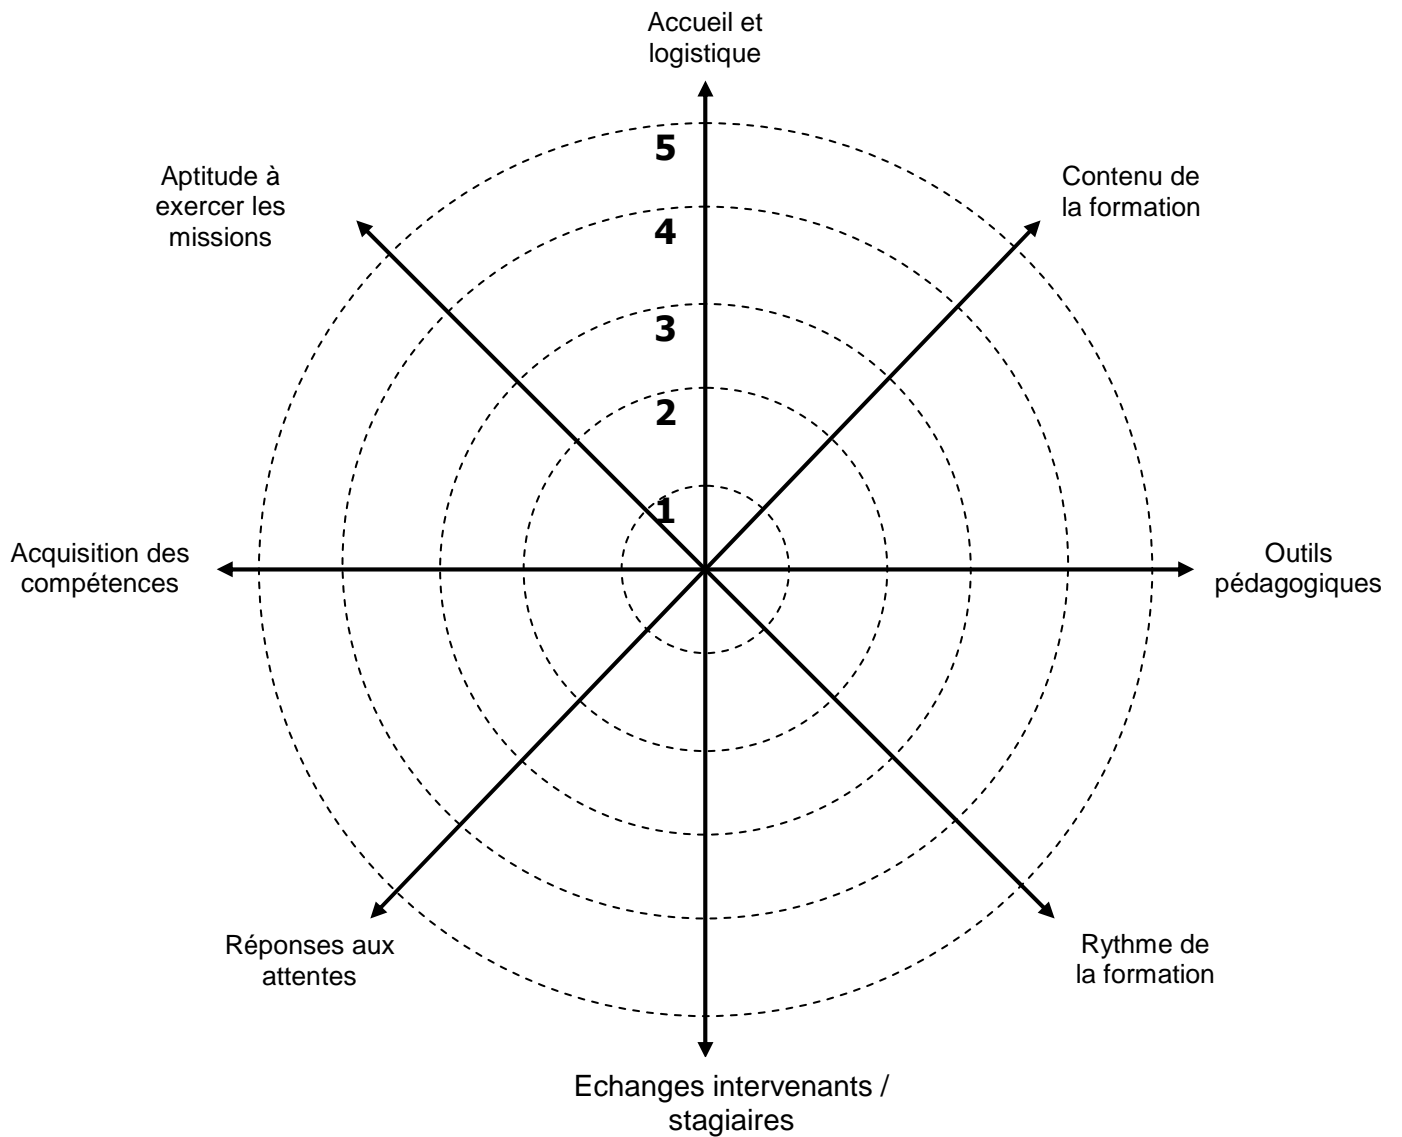 Accueil et
logistique
5
Aptitude à
exercer les
missions
Contenu de
la formation
4
3
2
1
Acquisition des
compétences
Outils
pédagogiques
Réponses aux
attentes
Rythme de
la formation
Echanges intervenants /
stagiaires